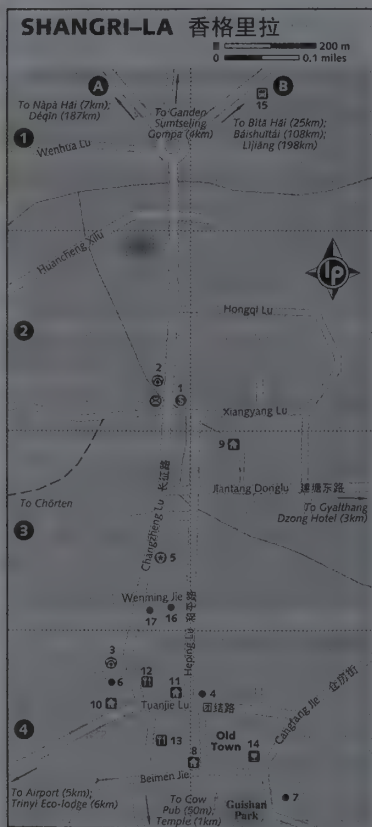 SHANGRI–LA 香格里拉
200 m
0 0.1 miles
A
B
15
To Nàpà Hǎi (7km);
Déqīn (187km)
To Ganden
Sumtseling
Gompa (4km)
To Bìtǎ Hǎi (25km);
Báishuǐtái (108km);
Lìjiāng (198km)
1
Wenhua Lu
Huancheng Xilu
lp
2
Hongqi Lu
2
1
$
Xiangyang Lu
9
To Chörten
Changzheng Lu 长征路
Jiantang Donglu 建塘东路
To Gyalthang
Dzong Hotel (3km)
3
5
Wenming Jie
17
16
Heping Lu 和平路
3
6
12
11
4
10
Tuanjie Lu 团结路
Cangfang Jie 仓房街
4
13
Old
Town
14
8
Beimen Jie
To Airport (5km);
Trinyi Eco-lodge (6km)
To Cow
Pub (50m);
Temple (1km)
Guishan
Park
7